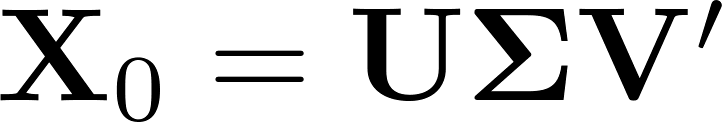 𝐗₀ = 𝐔𝚺𝐕′